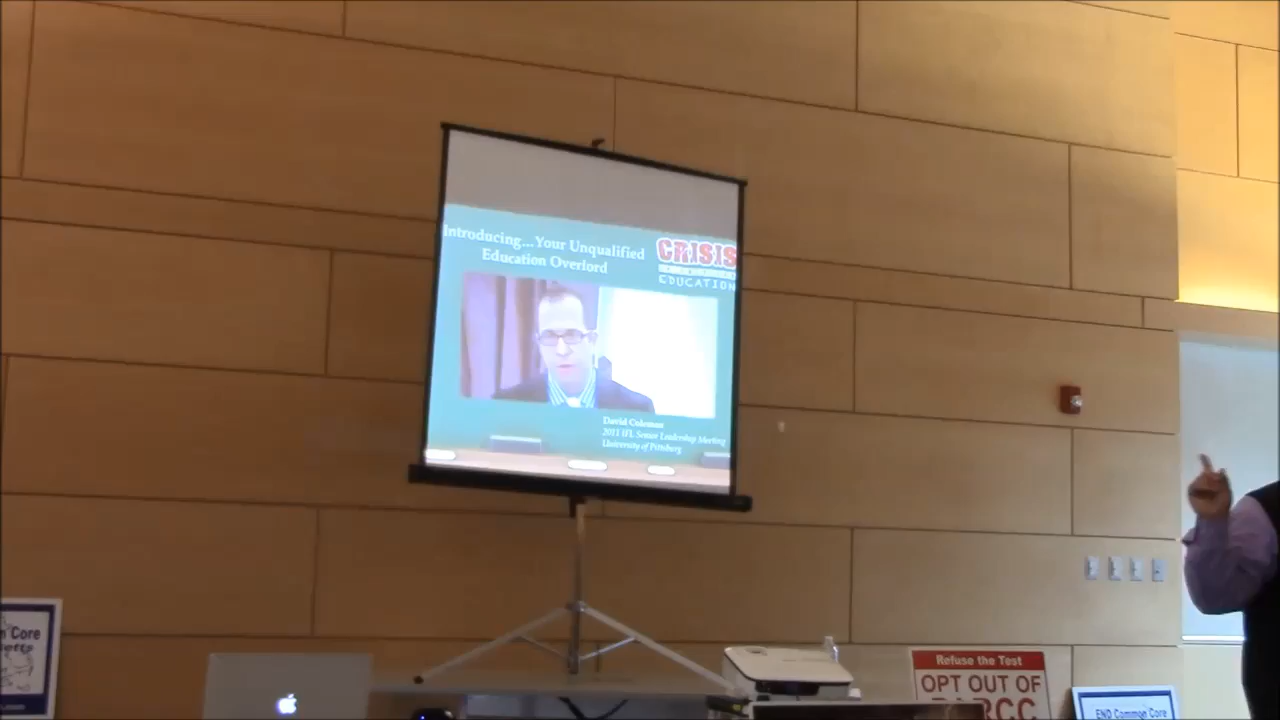 Introducing...Your Unqualified
Education Overlord
CRISIS
EDUCATION
David Coleman
2011 IFL Senior Leadership Meeting
University of Pittsburg
n Core
Refuse the Test
OPT OUT OF
END Common Core